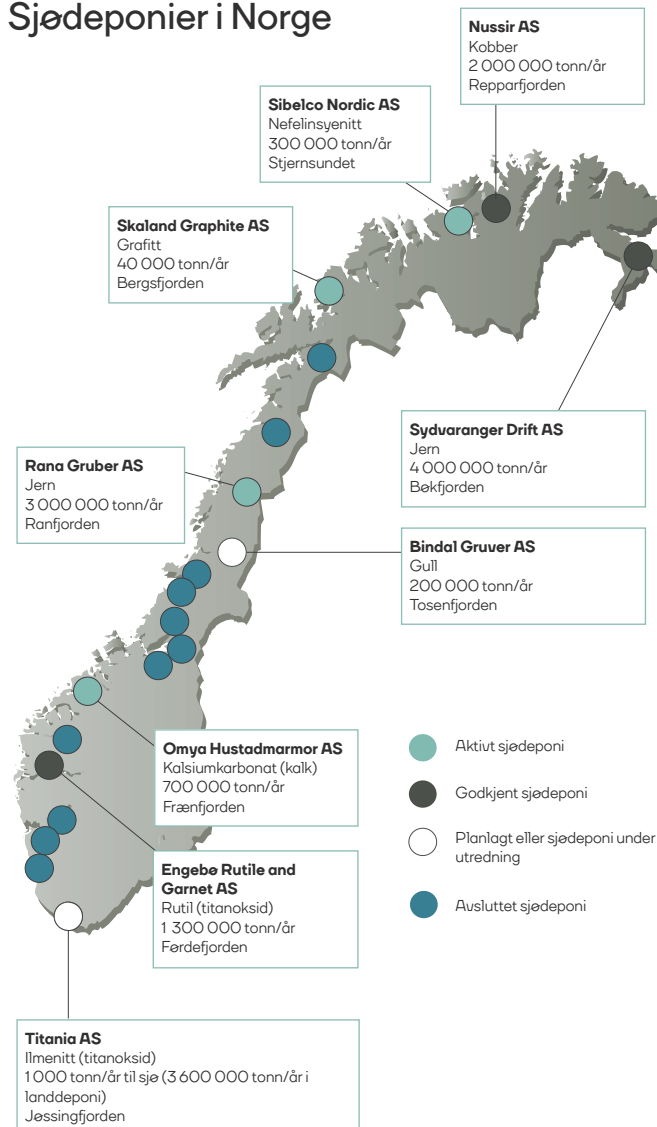 Sjødeponier i Norge
Nussir AS
Kobber
2 000 000 tonn/år
Repparfjorden
Sibelco Nordic AS
Nefelinsyenitt
300 000 tonn/år
Stjernsundet
Skaland Graphite AS
Grafitt
40 000 tonn/år
Bergsfjorden
Sydvaranger Drift AS
Jern
4 000 000 tonn/år
Bøkfjorden
Rana Gruber AS
Jern
3 000 000 tonn/år
Ranfjorden
Bindal Gruver AS
Gull
200 000 tonn/år
Tosenfjorden
Omya Hustadmarmor AS
Kalsiumkarbonat (kalk)
700 000 tonn/år
Frænfjorden
Engebø Rutile and
Garnet AS
Rutil (titanoksid)
1 300 000 tonn/år
Førdefjorden
Titania AS
Ilmenitt (titanoksid)
1 000 tonn/år til sjø (3 600 000 tonn/år i
landdeponi)
Jøssingfjorden
Aktivt sjødeponi
Godkjent sjødeponi
Planlagt eller sjødeponi under
utredning
Avsluttet sjødeponi